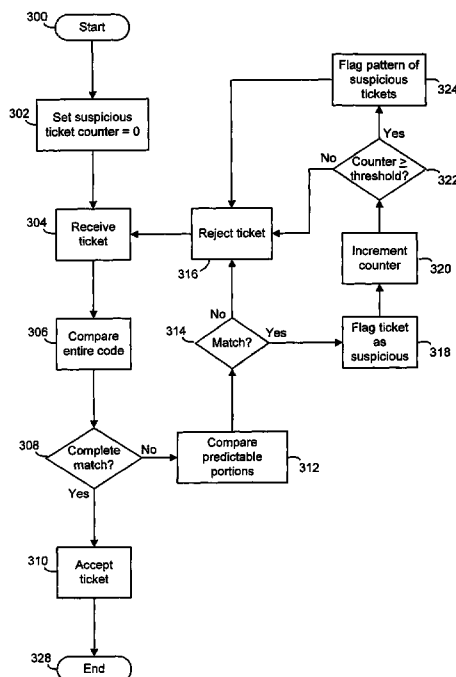 300
Start
302
Set suspicious
ticket counter = 0
304
Receive
ticket
306
Compare
entire code
308
Complete
match?
No
Yes
310
Accept
ticket
328
End
Compare
predictable
portions
312
314
Match?
No
Yes
Reject ticket
316
Flag ticket
as
suspicious
318
Increment
counter
320
Counter ≥
threshold?
322
No
Yes
Flag pattern of
suspicious
tickets
324